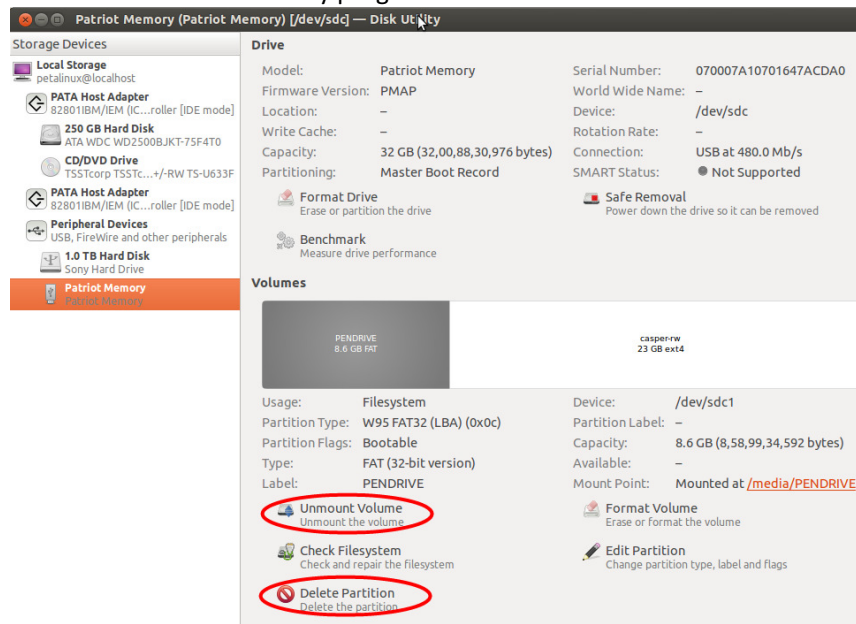 Patriot Memory (Patriot Memory) [/dev/sdc] — Disk Utility
Storage Devices
Local Storage
petalinux@localhost
PATA Host Adapter
82801IBM/IEM (IC...roller [IDE mode]
250 GB Hard Disk
ATA WDC WD2500BJKT-75F4T0
CD/DVD Drive
TSSTcorp TSSTc...+/-RW TS-U633F
PATA Host Adapter
82801IBM/IEM (IC...roller [IDE mode]
Peripheral Devices
USB, FireWire and other peripherals
1.0 TB Hard Disk
Sony Hard Drive
Patriot Memory
Patriot Memory
Drive
Model: Patriot Memory Serial Number: 070007A10701647ACDA0
Firmware Version: PMAP World Wide Name: –
Location: – Device: /dev/sdc
Write Cache: – Rotation Rate: –
Capacity: 32 GB (32,00,88,30,976 bytes) Connection: USB at 480.0 Mb/s
Partitioning: Master Boot Record SMART Status: Not Supported
Format Drive Safe Removal
Erase or partition the drive Power down the drive so it can be removed
Benchmark
Measure drive performance
Volumes
PENDRIVE casper-rw
8.6 GB FAT 23 GB ext4
Usage: Filesystem Device: /dev/sdc1
Partition Type: W95 FAT32 (LBA) (0x0c) Partition Label: –
Partition Flags: Bootable Capacity: 8.6 GB (8,58,99,34,592 bytes)
Type: FAT (32-bit version) Available: –
Label: PENDRIVE Mount Point: Mounted at /media/PENDRIVE
Unmount Volume Format Volume
Unmount the volume Erase or format the volume
Check Filesystem Edit Partition
Check and repair the filesystem Change partition type, label and flags
Delete Partition
Delete the partition